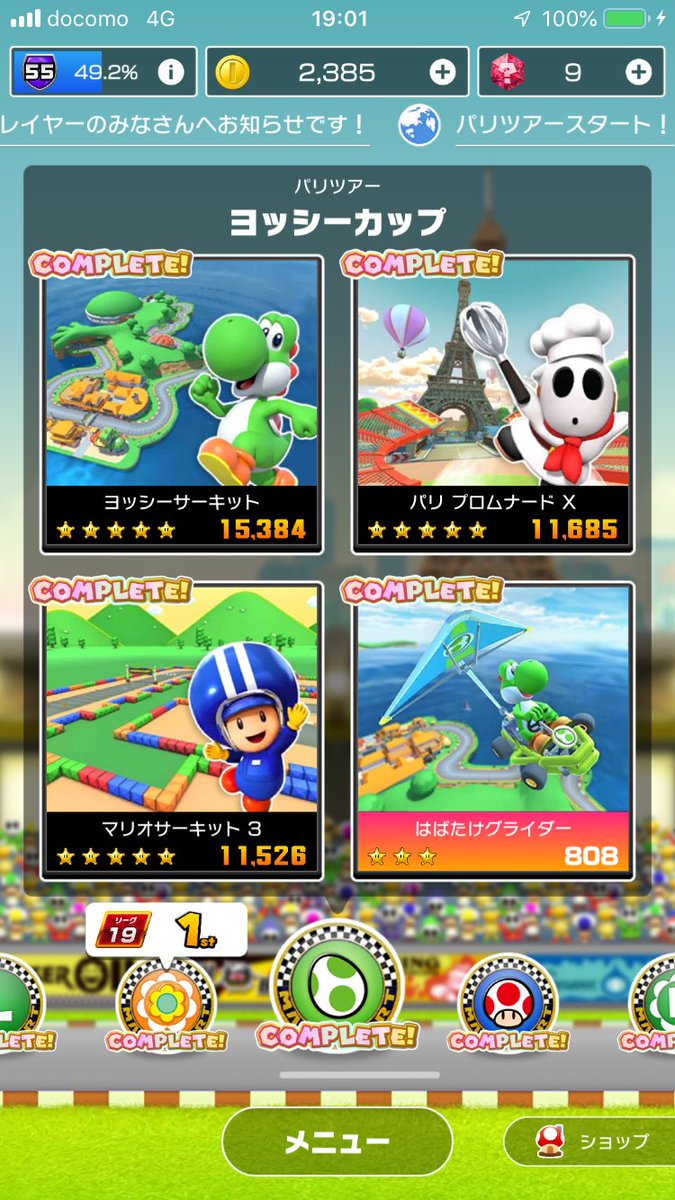 docomo 4G 19:01 100%
55 49.2% i 2,385 9
レイヤーのみなさんへお知らせです! パリツアースタート!
パリツアー
ヨッシーカップ
COMPLETE! COMPLETE!
ヨッシーサーキット パリ プロムナード X
15,384 11,685
COMPLETE! COMPLETE!
マリオサーキット 3 はばたけグライダー
11,526 808
リーグ
19 1st
COMPLETE! COMPLETE! COMPLETE!
メニュー
ショップ